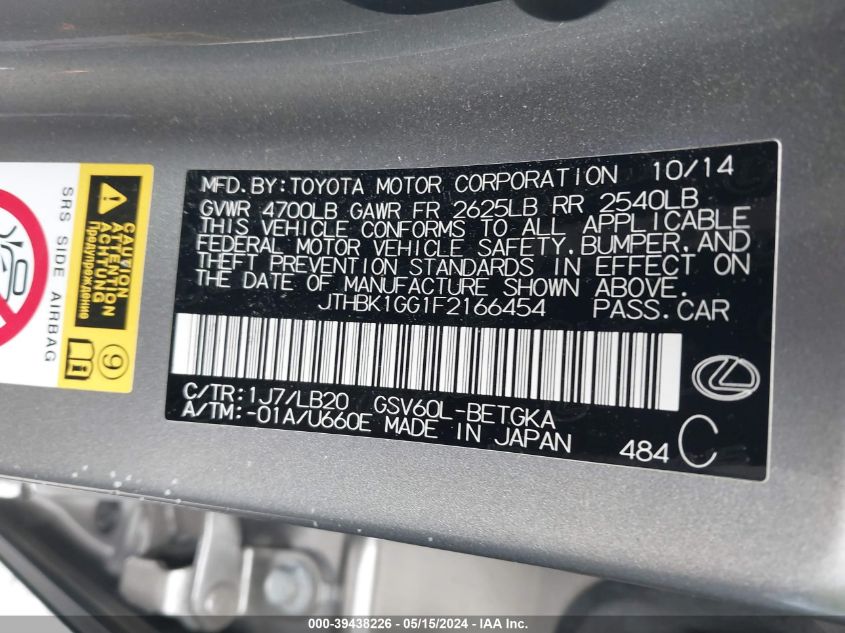 MFD.BY:TOYOTA MOTOR CORPORATION 10/14
GVWR 4700LB GAWR FR 2625LB RR 2540LB
THIS VEHICLE CONFORMS TO ALL APPLICABLE
FEDERAL MOTOR VEHICLE SAFETY.BUMPER.AND
THEFT PREVENTION STANDARDS IN EFFECT ON
THE DATE OF MANUFACTURE SHOWN ABOVE.
JTHBK1GG1F2166454 PASS.CAR
C/TR:1J7/LB20 GSV60L-BETGKA
A/TM:-01A/U660E MADE IN JAPAN
484 C
SRS SIDE AIRBAG
CAUTION
ATTENTION
ACHTUNG
Предупреждение
9
000-39438226 - 05/15/2024 - © IAA, Inc.